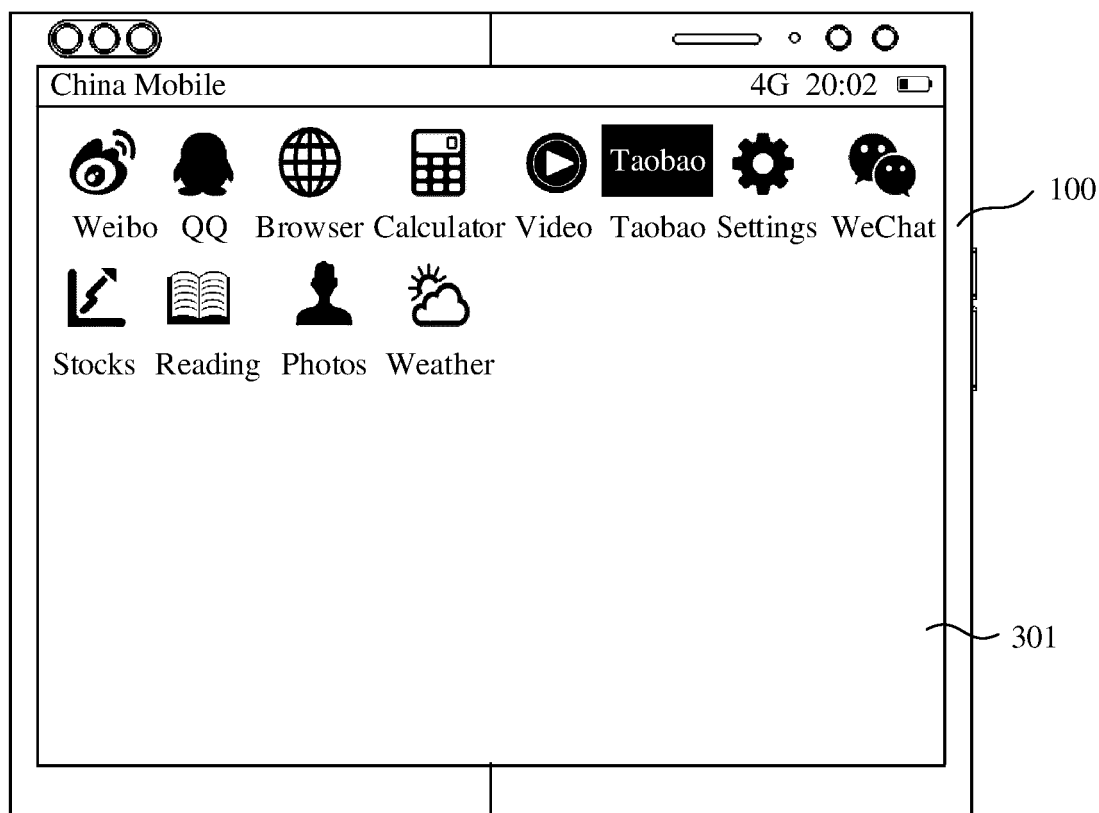 China Mobile 4G 20:02
Taobao
Weibo QQ Browser Calculator Video Taobao Settings WeChat
100
Stocks Reading Photos Weather
301